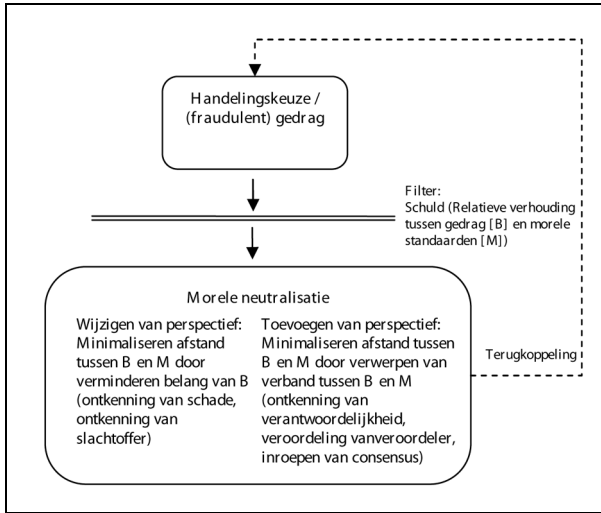 Handelingskeuze /
(fraudulent) gedrag
Filter:
Schuld (Relatieve verhouding
tussen gedrag [B] en morele
standaarden [M])
Morele neutralisatie
Wijzigen van perspectief:
Minimaliseren afstand
tussen B en M door
verminderen belang van B
(ontkenning van schade,
ontkenning van
slachtoffer)
Toevoegen van perspectief:
Minimaliseren afstand tussen
B en M door verwerpen van
verband tussen B en M
(ontkenning van
verantwoordelijkheid,
veroordeling vanveroordeler,
inroepen van consensus)
Terugkoppeling